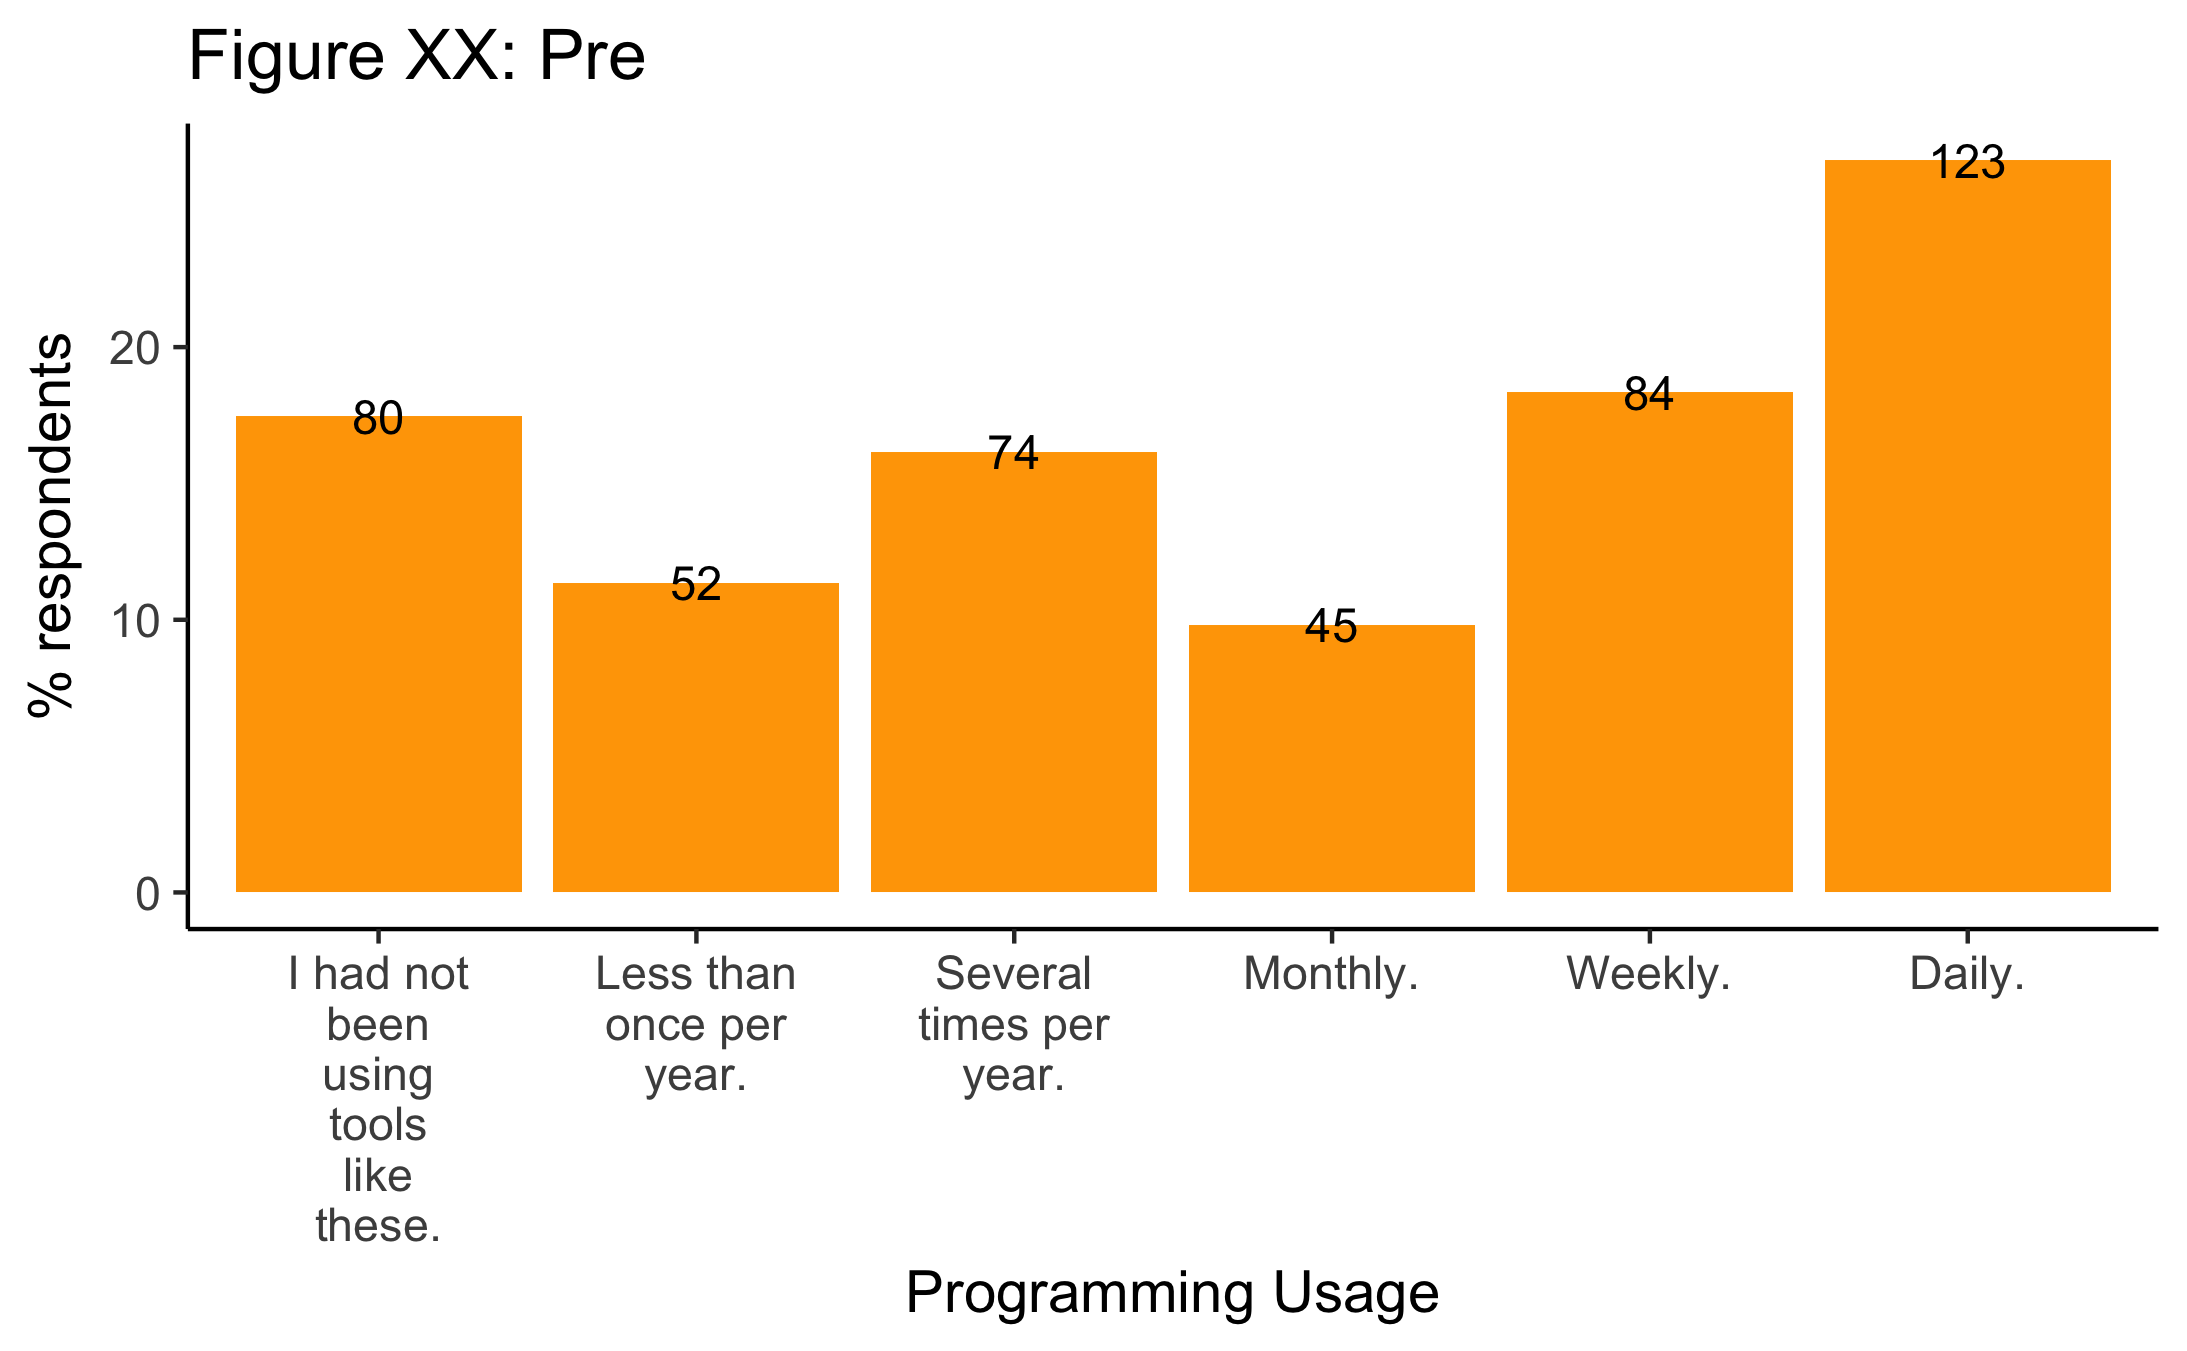 Figure XX: Pre
% respondents
20
10
0
80
52
74
45
84
123
I had not
been
using
tools
like
these.
Less than
once per
year.
Several
times per
year.
Monthly.
Weekly.
Daily.
Programming Usage